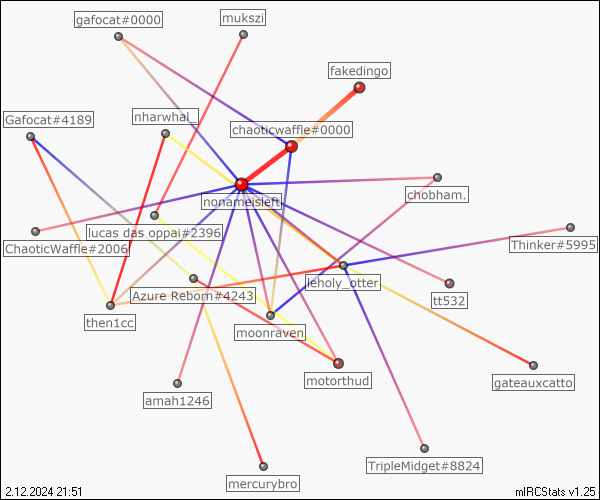 gafocat#0000
mukszi
fakedingo
Gafocat#4189
nharwhal_
chaoticwaffle#0000
chobham.
nonameisleft
lucas das oppai#2396
ChaoticWaffle#2006
Thinker#5995
leholy_otter
Azure Reborn#4243
tt532
then1cc
moonraven_
motorthud
gateauxcatto
amah1246
TripleMidget#8824
mercurybro
2.12.2024 21:51
mIRCStats v1.25